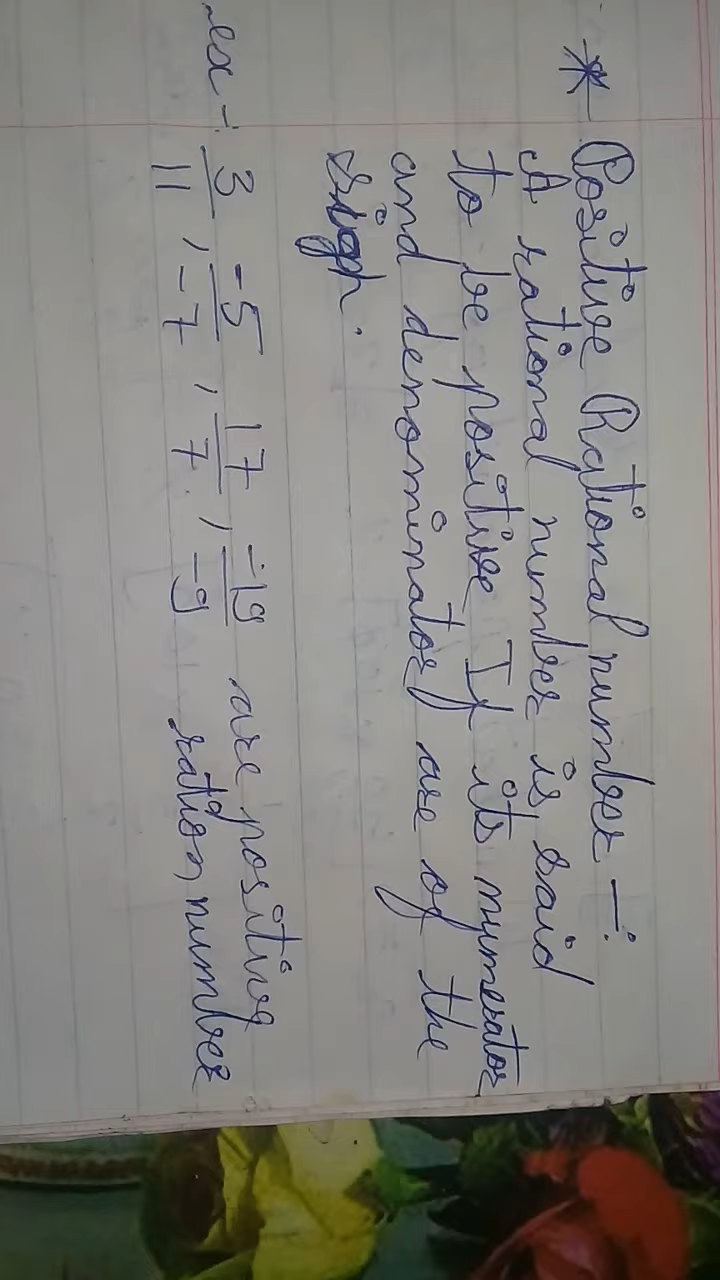 * Positive Rational number -:
A rational number is said
to be positive If its numerator
and denominator are of the
sign.
ex -: 3/11, -5/-7, 17/7, -19/-9 are positive
rational number